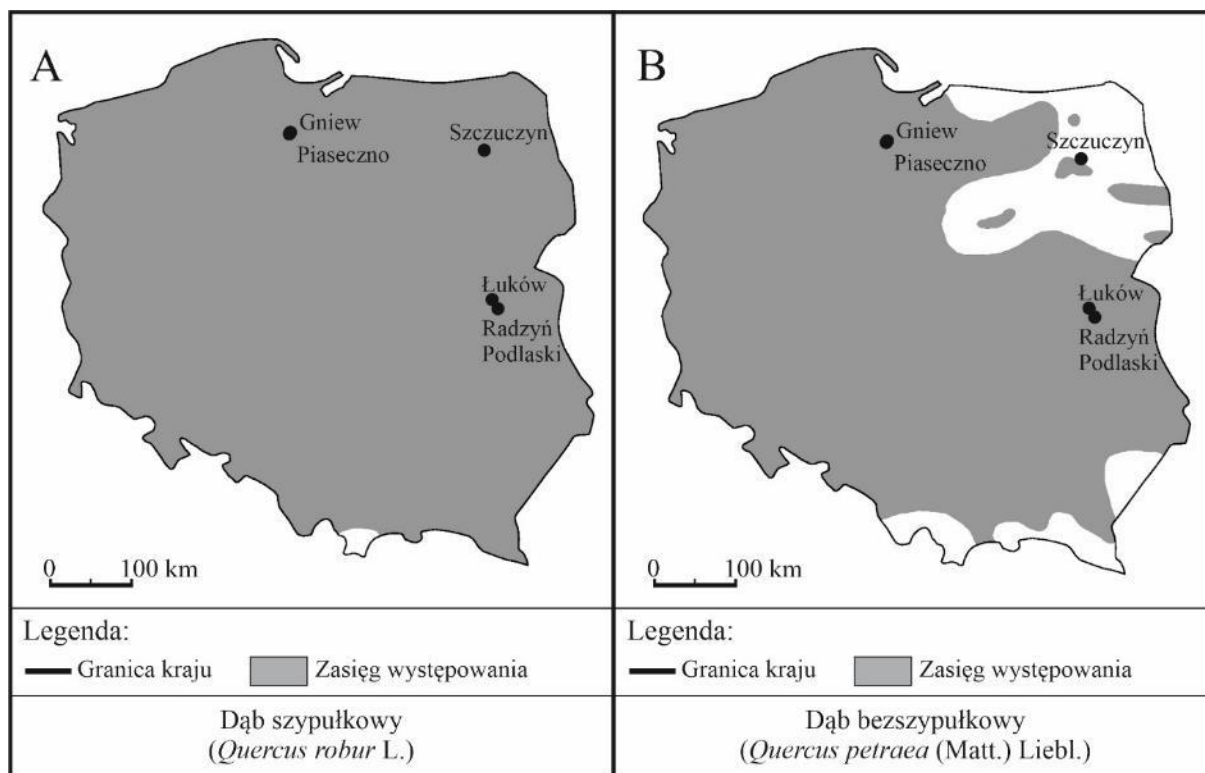 A
Gniew
Piaseczno
Szczuczyn
Łuków
Radzyń
Podlaski
0 100 km
Legenda:
Granica kraju Zasięg występowania
Dąb szypułkowy
(Quercus robur L.)
B
Gniew
Piaseczno
Szczuczyn
Łuków
Radzyń
Podlaski
0 100 km
Legenda:
Granica kraju Zasięg występowania
Dąb bezszypułkowy
(Quercus petraea (Matt.) Liebl.)